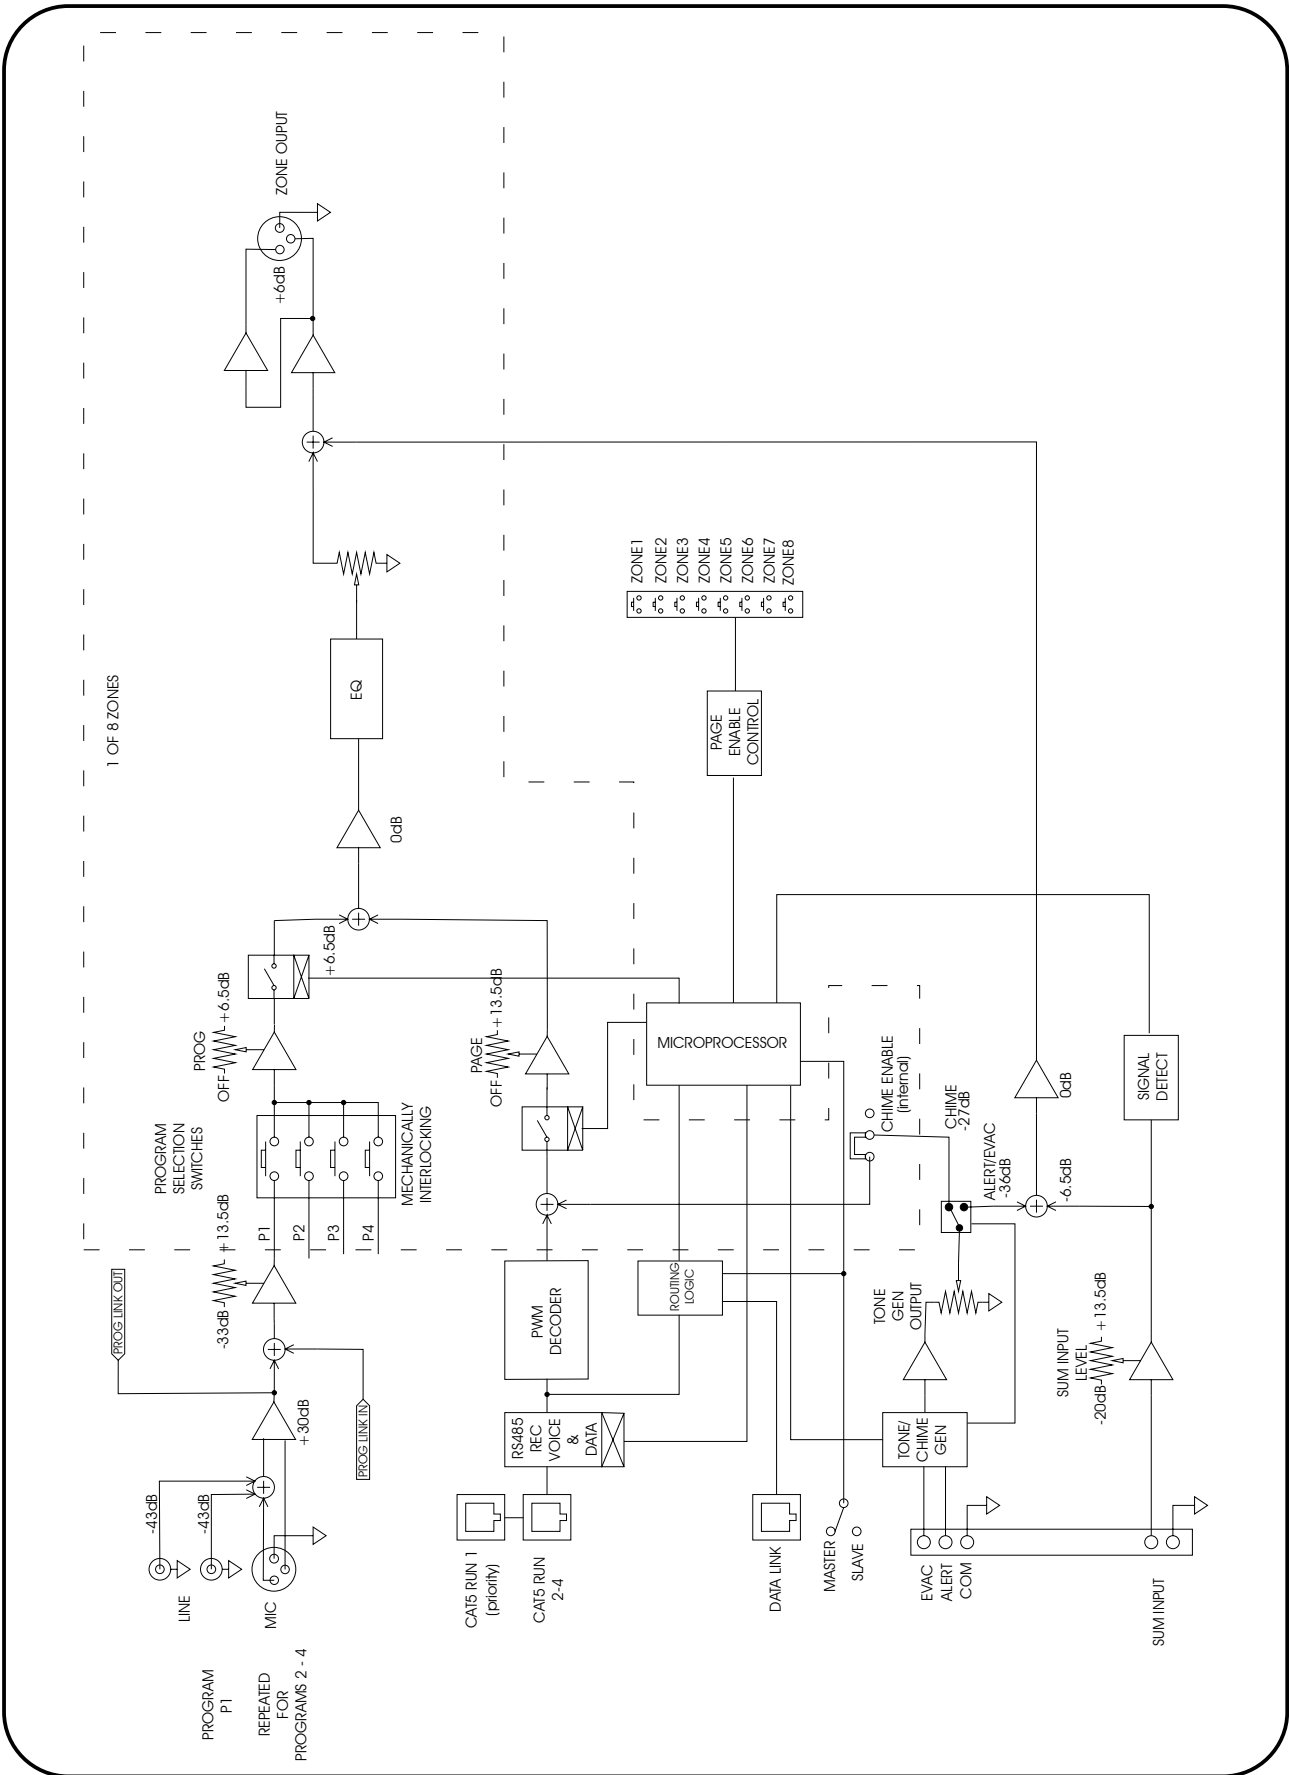 1 OF 8 ZONES
ZONE OUPUT
+6dB
EQ
0dB
+6.5dB
PROG
OFF
+6.5dB
PAGE
OFF
+13.5dB
PROGRAM
SELECTION
SWITCHES
MECHANICALLY
INTERLOCKING
P1
P2
P3
P4
-33dB
+13.5dB
PROG LINK OUT
PROG LINK IN
+30dB
-43dB
-43dB
LINE
MIC
PROGRAM
P1
REPEATED
FOR
PROGRAMS 2 - 4
CAT5 RUN 1
(priority)
CAT5 RUN
2-4
RS485
REC
VOICE
&
DATA
PWM
DECODER
ROUTING
LOGIC
MICROPROCESSOR
PAGE
ENABLE
CONTROL
ZONE1
ZONE2
ZONE3
ZONE4
ZONE5
ZONE6
ZONE7
ZONE8
DATA LINK
MASTER
SLAVE
CHIME ENABLE
(internal)
CHIME
-27dB
ALERT/EVAC
-36dB
-6.5dB
0dB
SIGNAL
DETECT
TONE
GEN
OUTPUT
TONE/
CHIME
GEN
EVAC
ALERT
COM
SUM INPUT
LEVEL
-20dB
+13.5dB
SUM INPUT